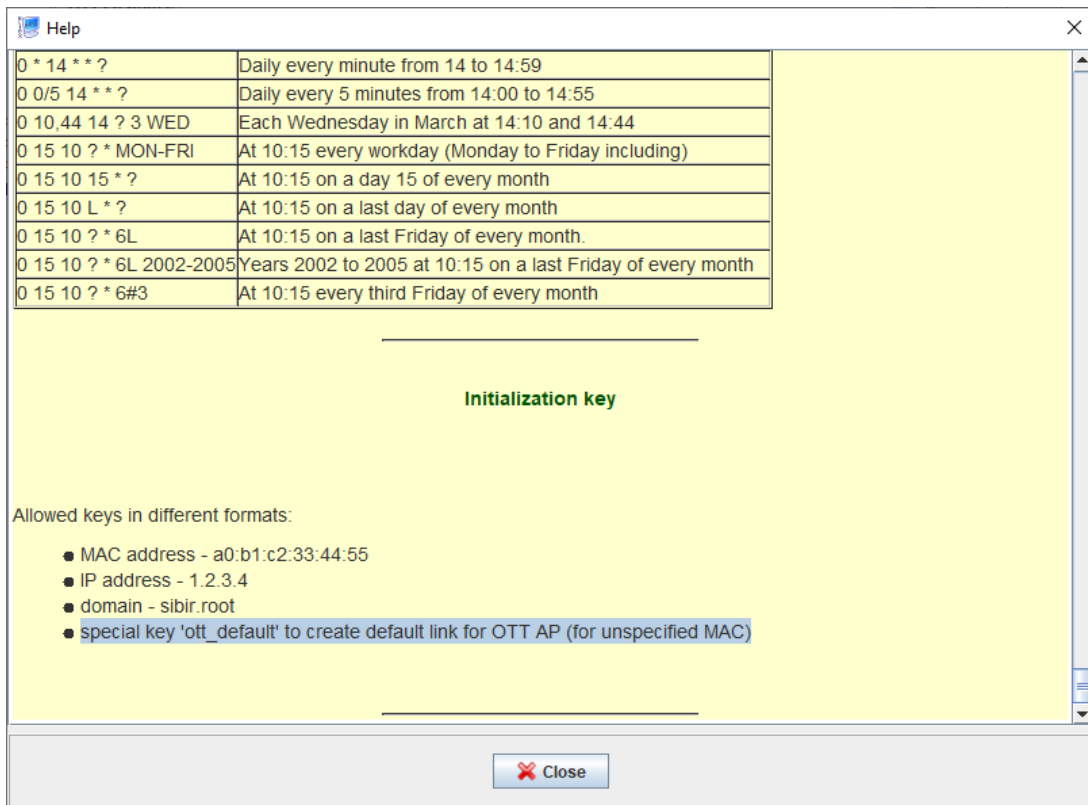 Help
0 * 14 * * ? Daily every minute from 14 to 14:59
0 0/5 14 * * ? Daily every 5 minutes from 14:00 to 14:55
0 10,44 14 ? 3 WED Each Wednesday in March at 14:10 and 14:44
0 15 10 ? * MON-FRI At 10:15 every workday (Monday to Friday including)
0 15 10 15 * ? At 10:15 on a day 15 of every month
0 15 10 L * ? At 10:15 on a last day of every month
0 15 10 ? * 6L At 10:15 on a last Friday of every month.
0 15 10 ? * 6L 2002-2005 Years 2002 to 2005 at 10:15 on a last Friday of every month
0 15 10 ? * 6#3 At 10:15 every third Friday of every month
Initialization key
Allowed keys in different formats:
MAC address - a0:b1:c2:33:44:55
IP address - 1.2.3.4
domain - sibir.root
special key 'ott_default' to create default link for OTT AP (for unspecified MAC)
Close